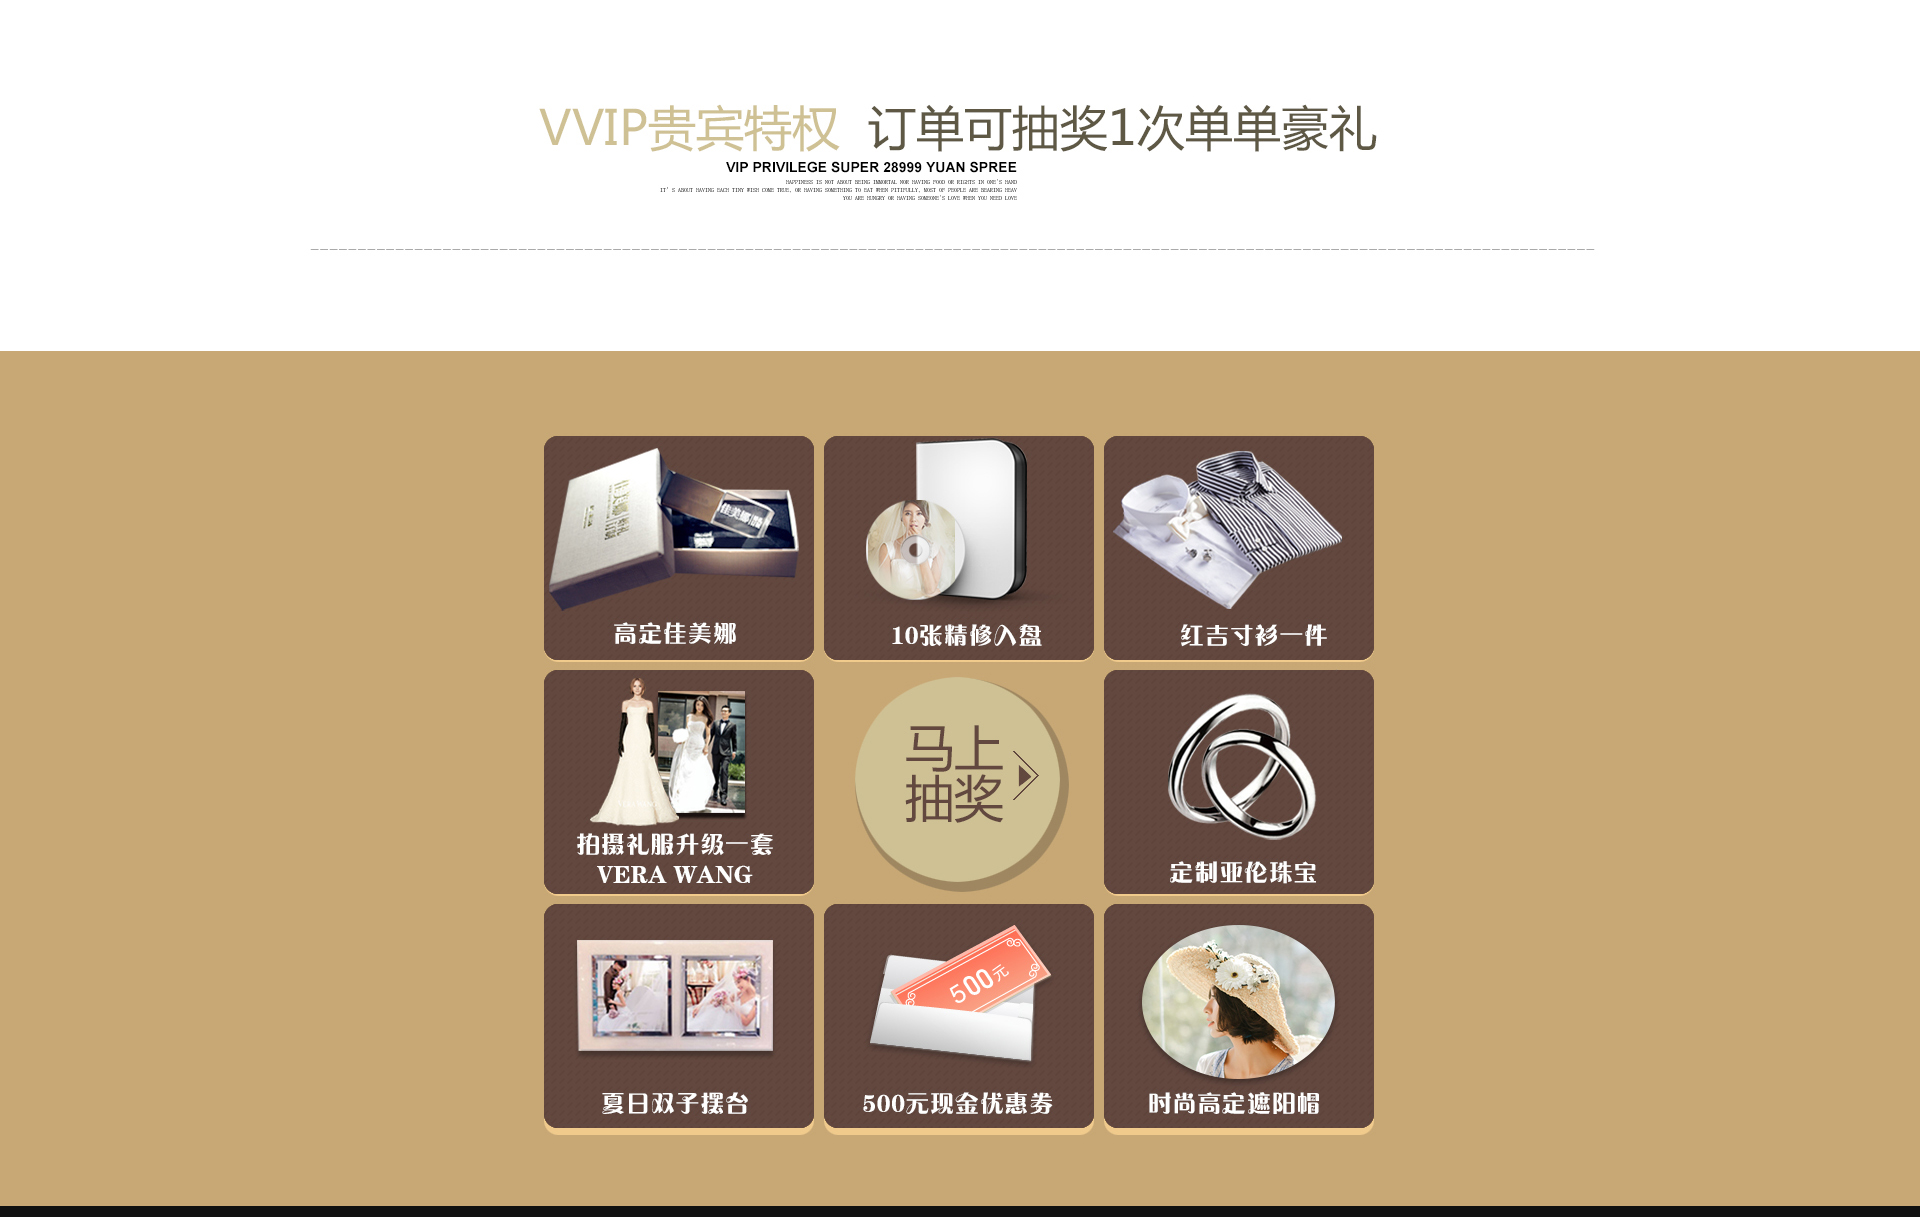 VVIP贵宾特权 订单可抽奖1次单单豪礼
VIP PRIVILEGE SUPER 28999 YUAN SPREE
HAPPINESS IS NOT ABOUT BEING IMMORTAL NOR HAVING FOOD OR RIGHTS IN ONE'S HAND
IT'S ABOUT HAVING EACH TINY WISH COME TRUE, OR HAVING SOMETHING TO EAT WHEN PITIFULLY, MOST OF PEOPLE ARE BEARING HEAV
YOU ARE HUNGRY OR HAVING SOMEONE'S LOVE WHEN YOU NEED LOVE
高定佳美娜
10张精修入盘
红吉寸衫一件
拍摄礼服升级一套
VERA WANG
马上
抽奖
定制亚伦珠宝
夏日双子摆台
500元
500元现金优惠券
时尚高定遮阳帽